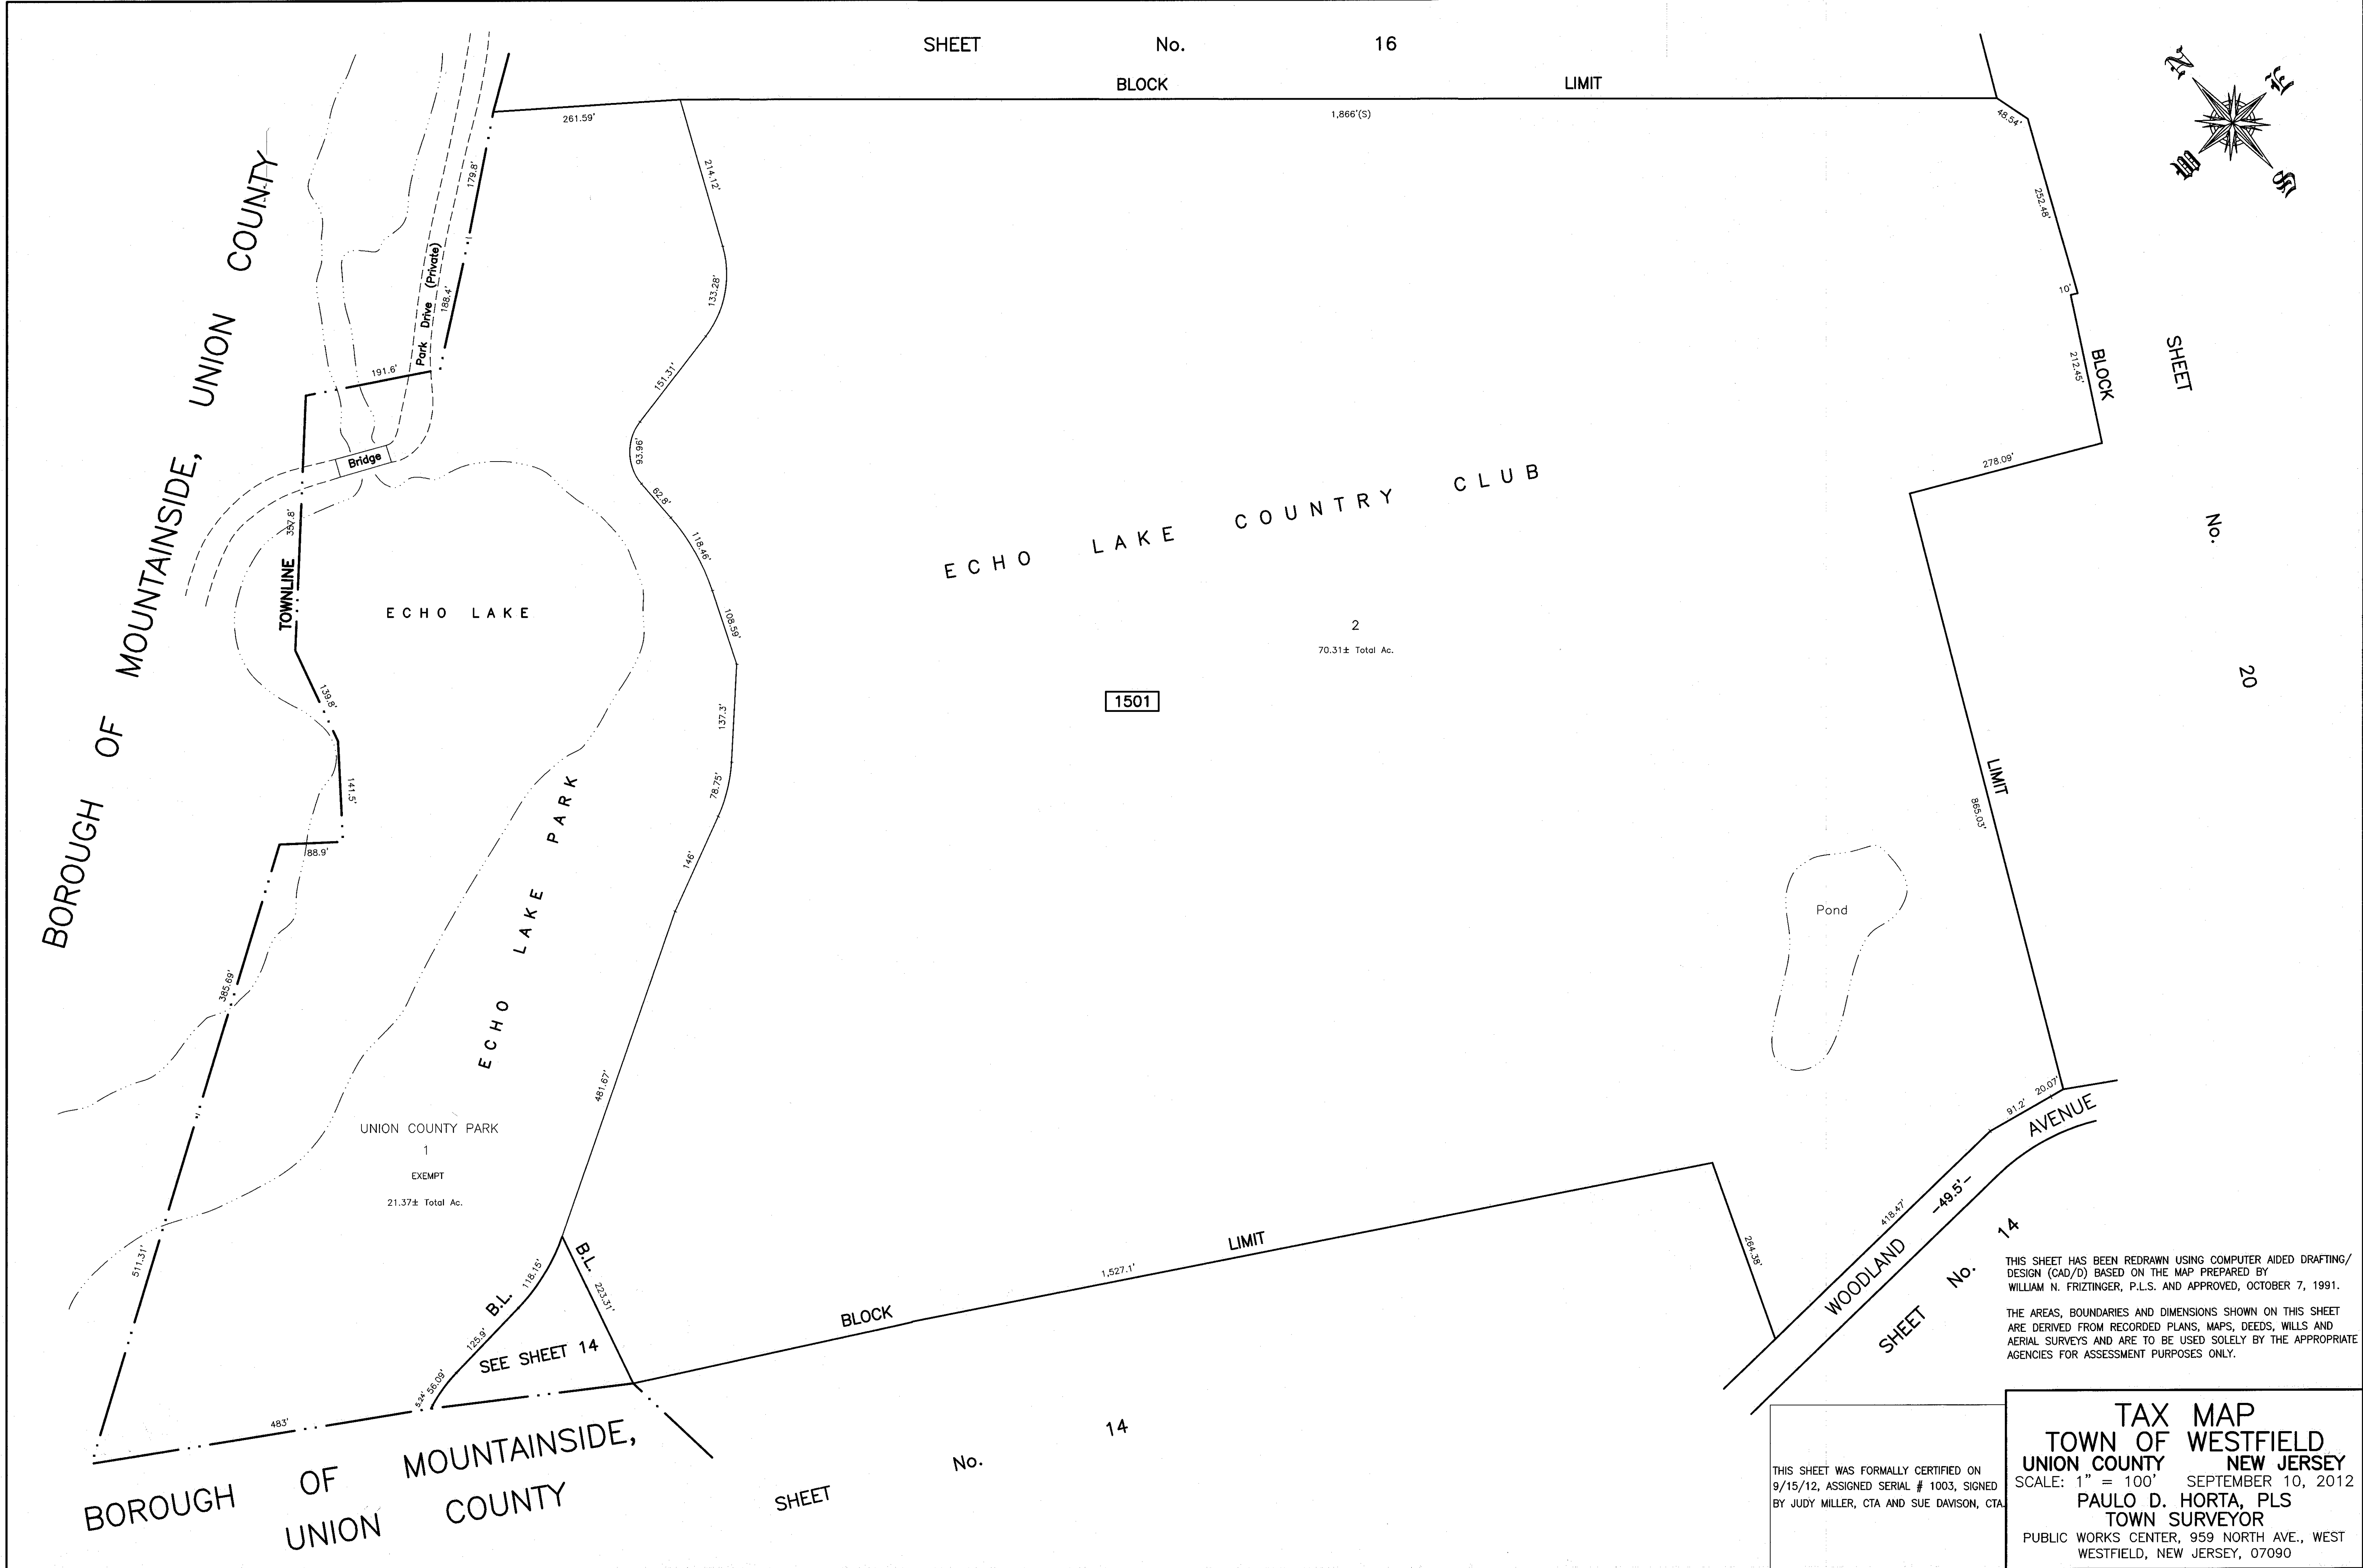 SHEET No. 16
BLOCK LIMIT
261.59'
1,866'(S)
48.54'
N
E
W
S
BOROUGH OF MOUNTAINSIDE, UNION COUNTY
179.8'
188.4'
Park Drive (Private)
191.6'
Bridge
357.8'
TOWNLINE
139.8'
141.5'
88.9'
385.69'
511.31'
214.12'
133.28'
151.31'
93.96'
62.8'
118.46'
108.59'
137.3'
78.75'
146'
481.67'
ECHO LAKE
ECHO LAKE PARK
UNION COUNTY PARK
1
EXEMPT
21.37± Total Ac.
ECHO LAKE COUNTRY CLUB
2
70.31± Total Ac.
1501
252.48'
10'
212.45'
BLOCK
LIMIT
278.09'
865.03'
SHEET No. 20
Pond
20.07'
91.2'
418.47'
-49.5'-
WOODLAND AVENUE
SHEET No. 14
264.38'
BLOCK LIMIT
1,527.1'
B.L. 223.31'
B.L. 118.15'
125.9'
56.09'
5.24'
SEE SHEET 14
483'
BOROUGH OF MOUNTAINSIDE,
UNION COUNTY
SHEET No. 14
THIS SHEET HAS BEEN REDRAWN USING COMPUTER AIDED DRAFTING/
DESIGN (CAD/D) BASED ON THE MAP PREPARED BY
WILLIAM N. FRIZTINGER, P.L.S. AND APPROVED, OCTOBER 7, 1991.
THE AREAS, BOUNDARIES AND DIMENSIONS SHOWN ON THIS SHEET
ARE DERIVED FROM RECORDED PLANS, MAPS, DEEDS, WILLS AND
AERIAL SURVEYS AND ARE TO BE USED SOLELY BY THE APPROPRIATE
AGENCIES FOR ASSESSMENT PURPOSES ONLY.
THIS SHEET WAS FORMALLY CERTIFIED ON
9/15/12, ASSIGNED SERIAL # 1003, SIGNED
BY JUDY MILLER, CTA AND SUE DAVISON, CTA.
TAX MAP
TOWN OF WESTFIELD
UNION COUNTY NEW JERSEY
SCALE: 1" = 100' SEPTEMBER 10, 2012
PAULO D. HORTA, PLS
TOWN SURVEYOR
PUBLIC WORKS CENTER, 959 NORTH AVE., WEST
WESTFIELD, NEW JERSEY, 07090